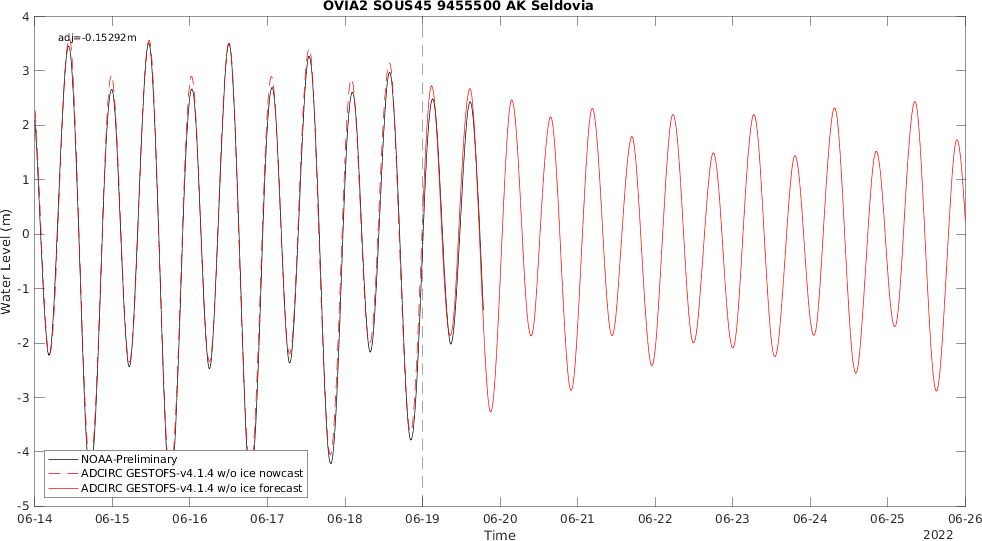 OVIA2 SOUS45 9455500 AK Seldovia
adj=-0.15292m
4
3
2
1
0
-1
-2
-3
-4
-5
Water Level (m)
NOAA-Preliminary
ADCIRC GESTOFS-v4.1.4 w/o ice nowcast
ADCIRC GESTOFS-v4.1.4 w/o ice forecast
06-14 06-15 06-16 06-17 06-18 06-19 06-20 06-21 06-22 06-23 06-24 06-25 06-26
Time
2022